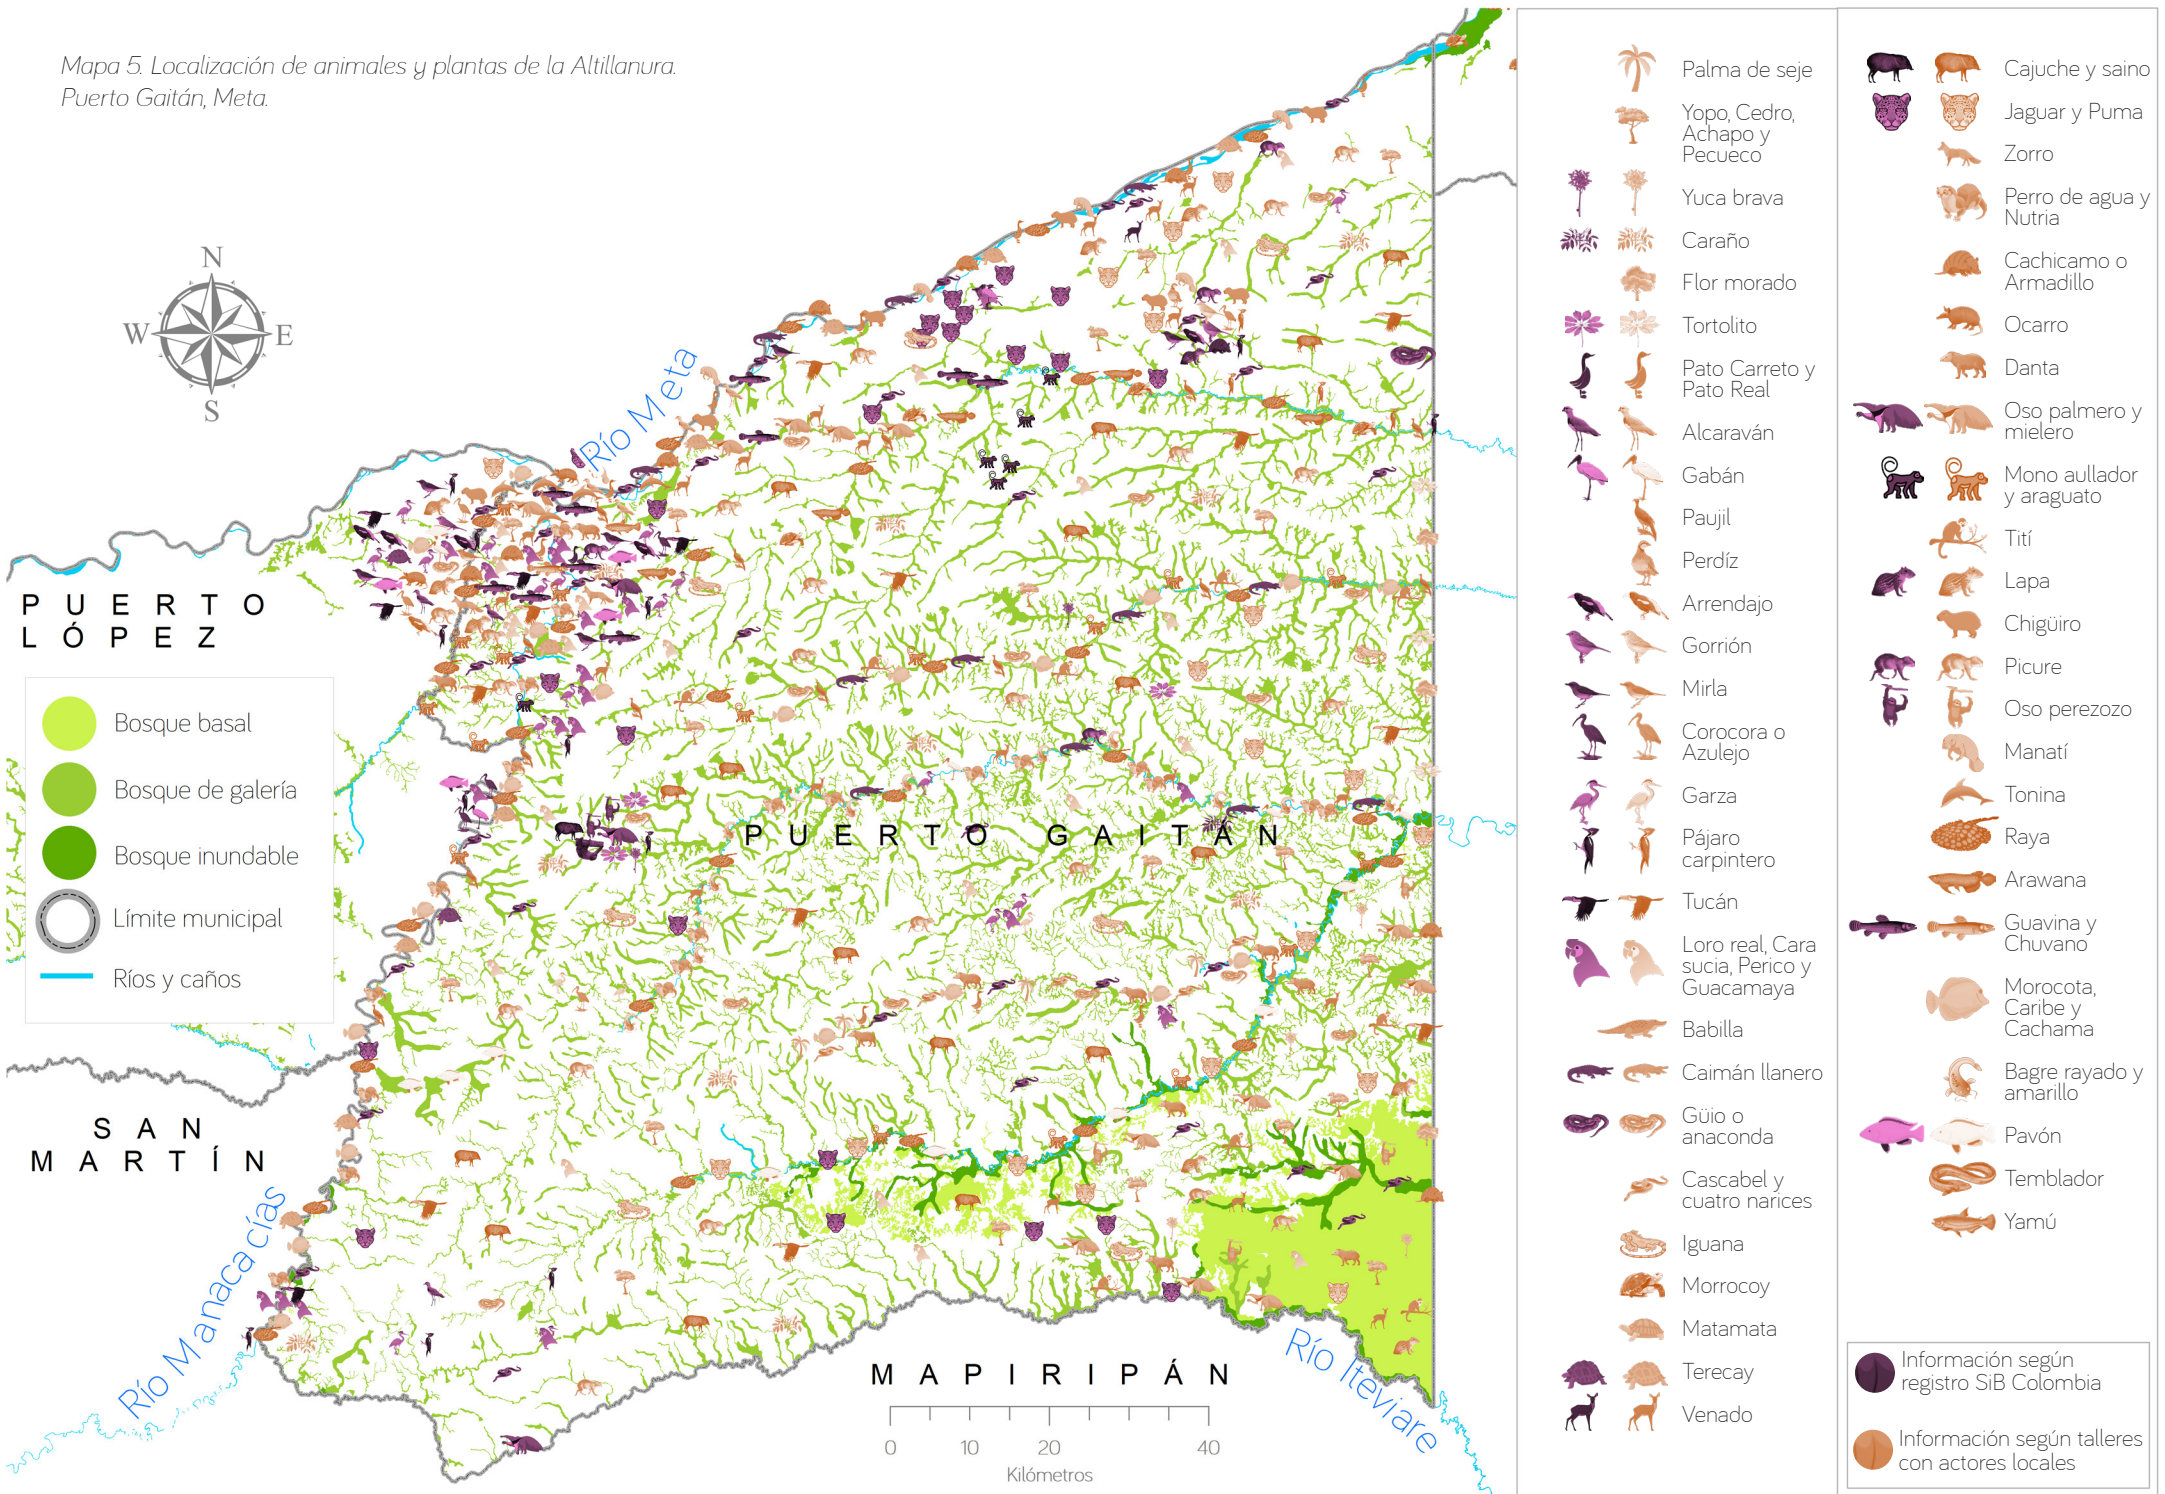 Mapa 5. Localización de animales y plantas de la Altillanura.
Puerto Gaitán, Meta.
N
W
E
S
Río Meta
PUERTO
LÓPEZ
Bosque basal
Bosque de galería
Bosque inundable
Límite municipal
Ríos y caños
PUERTO GAITÁN
SAN
MARTÍN
Río Manacacías
MAPIRIPÁN
Río Iteviare
0
10
20
40
Kilómetros
Palma de seje
Yopo, Cedro,
Achapo y
Pecueco
Yuca brava
Caraño
Flor morado
Tortolito
Pato Carreto y
Pato Real
Alcaraván
Gabán
Paujil
Perdíz
Arrendajo
Gorrión
Mirla
Corocora o
Azulejo
Garza
Pájaro
carpintero
Tucán
Loro real, Cara
sucia, Perico y
Guacamaya
Babilla
Caimán llanero
Güio o
anaconda
Cascabel y
cuatro narices
Iguana
Morrocoy
Matamata
Terecay
Venado
Cajuche y saino
Jaguar y Puma
Zorro
Perro de agua y
Nutria
Cachicamo o
Armadillo
Ocarro
Danta
Oso palmero y
mielero
Mono aullador
y araguato
Tití
Lapa
Chigüiro
Picure
Oso perezozo
Manatí
Tonina
Raya
Arawana
Guavina y
Chuvano
Morocota,
Caribe y
Cachama
Bagre rayado y
amarillo
Pavón
Temblador
Yamú
Información según
registro SiB Colombia
Información según talleres
con actores locales